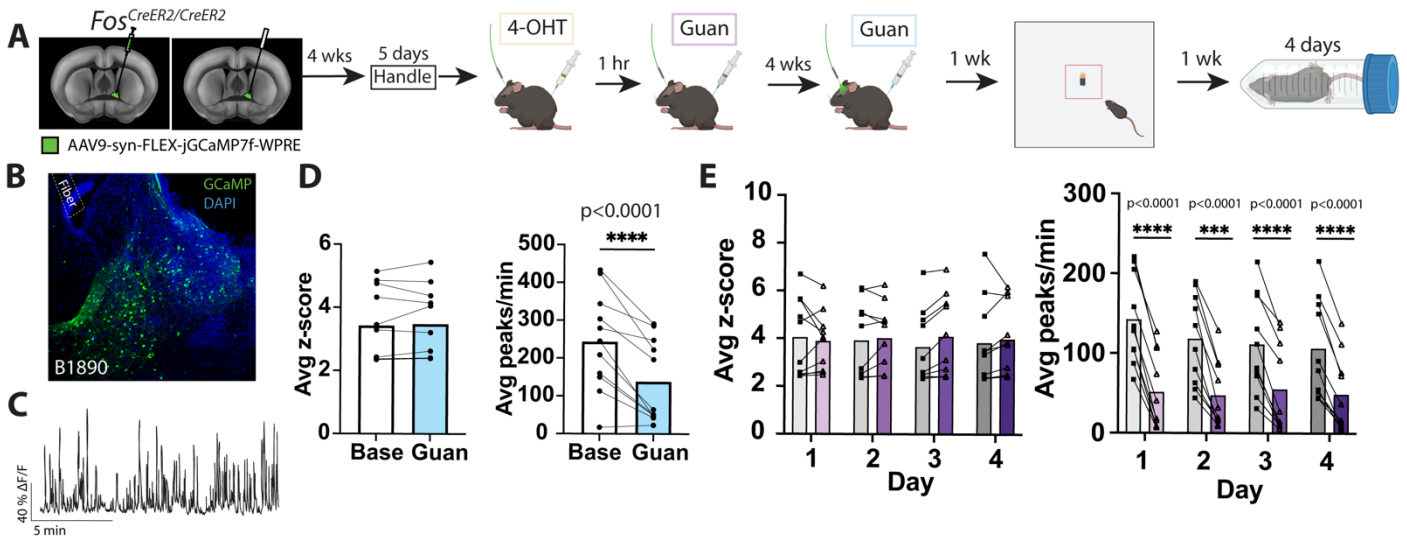 A
Fos CreER2/CreER2
4 wks
5 days
Handle
4-OHT
1 hr
Guan
4 wks
Guan
1 wk
1 wk
4 days
AAV9-syn-FLEX-jGCaMP7f-WPRE
B
Fiber
GCaMP
DAPI
B1890
C
40 % ΔF/F
5 min
D
Avg z-score
6
4
2
0
Base Guan
p<0.0001
****
Avg peaks/min
500
400
300
200
100
0
Base Guan
E
Avg z-score
10
8
6
4
2
0
1 2 3 4
Day
Avg peaks/min
300
200
100
0
p<0.0001 p<0.0001 p<0.0001 p<0.0001
**** *** **** ****
1 2 3 4
Day